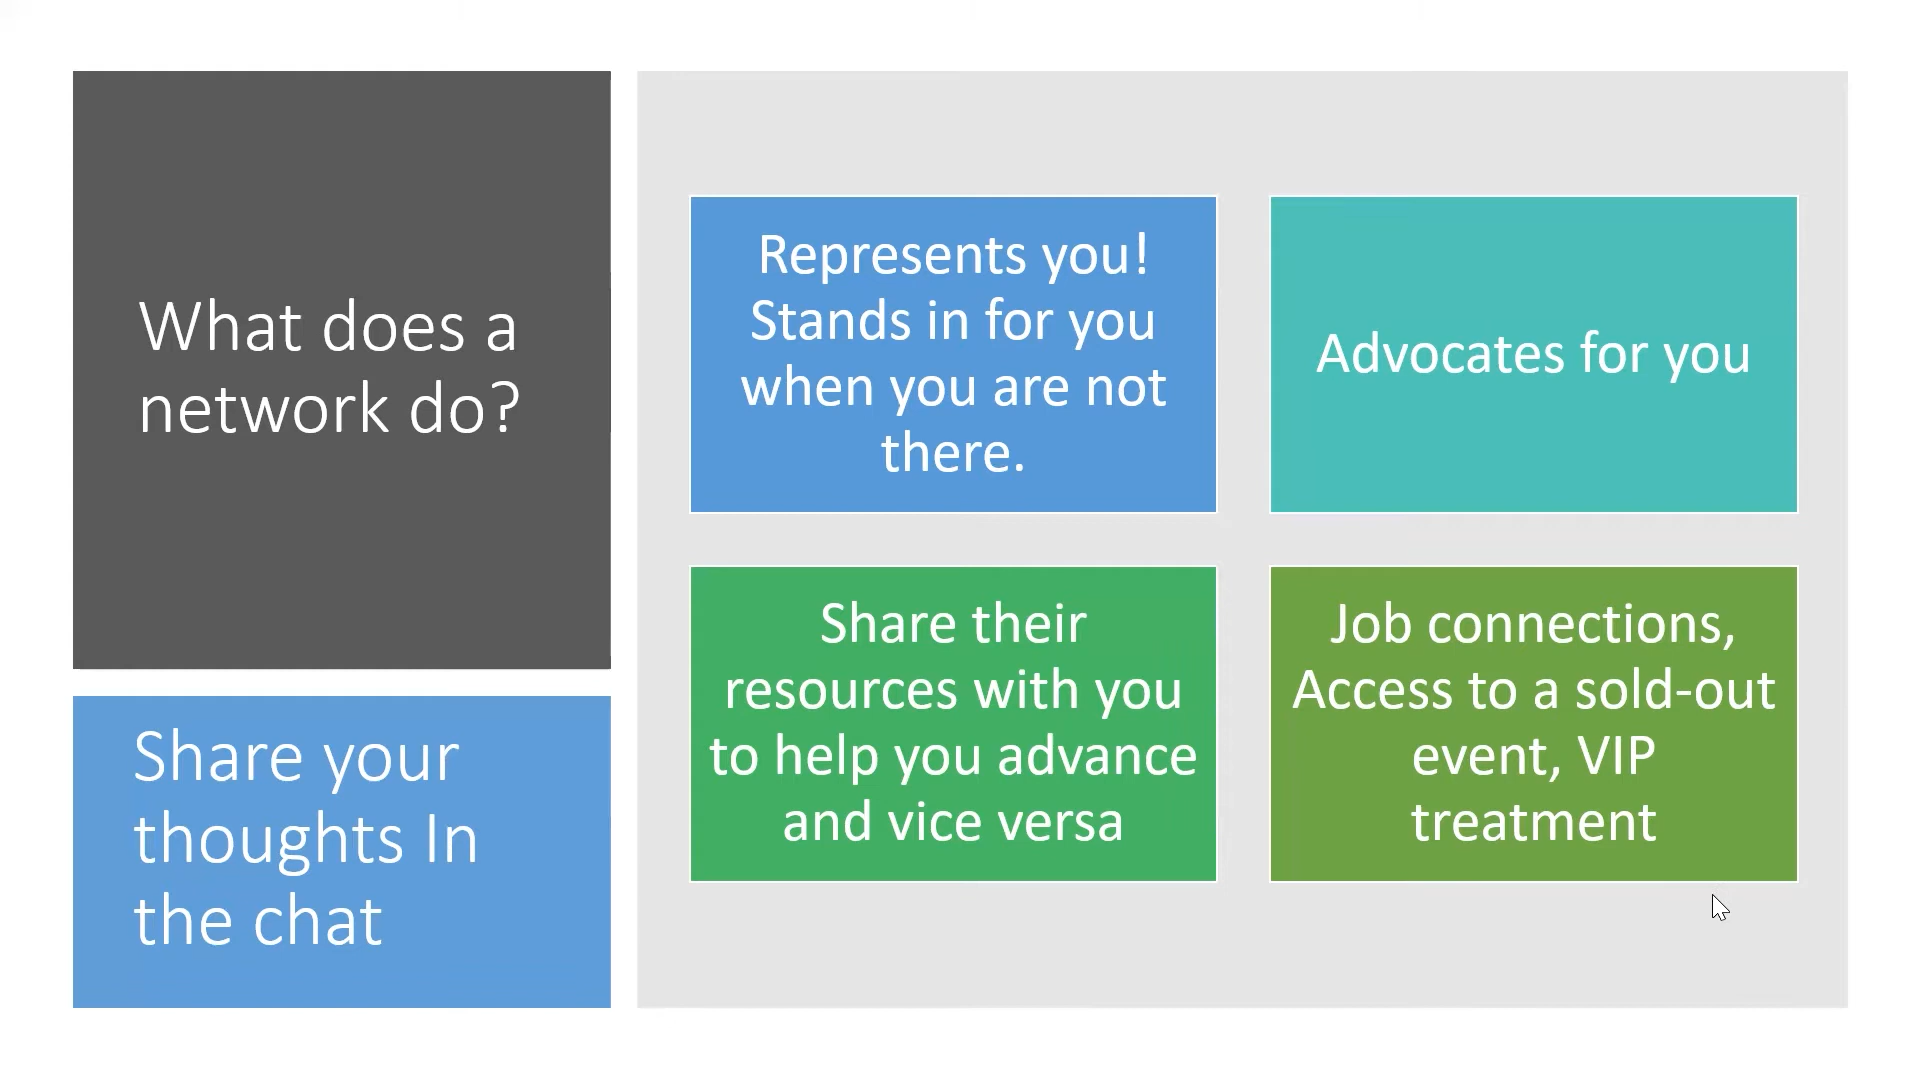 What does a
network do?
Share your
thoughts In
the chat
Represents you!
Stands in for you
when you are not
there.
Advocates for you
Share their
resources with you
to help you advance
and vice versa
Job connections,
Access to a sold-out
event, VIP
treatment